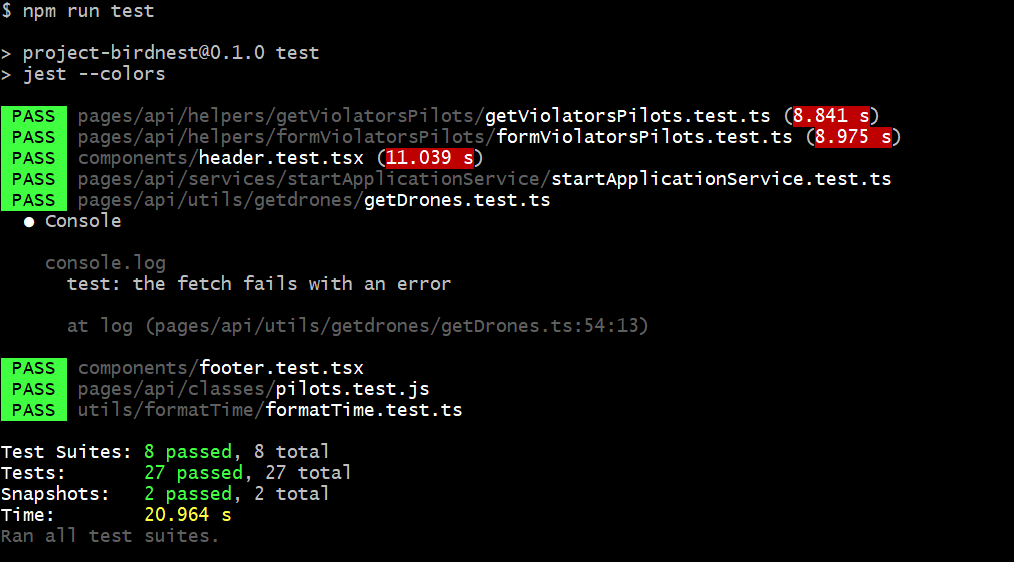 $ npm run test
> project-birdnest@0.1.0 test
> jest --colors
PASS pages/api/helpers/getViolatorsPilots/getViolatorsPilots.test.ts (8.841 s)
PASS pages/api/helpers/formViolatorsPilots/formViolatorsPilots.test.ts (8.975 s)
PASS components/header.test.tsx (11.039 s)
PASS pages/api/services/startApplicationService/startApplicationService.test.ts
PASS pages/api/utils/getdrones/getDrones.test.ts
● Console
console.log
test: the fetch fails with an error
at log (pages/api/utils/getdrones/getDrones.ts:54:13)
PASS components/footer.test.tsx
PASS pages/api/classes/pilots.test.js
PASS utils/formatTime/formatTime.test.ts
Test Suites: 8 passed, 8 total
Tests: 27 passed, 27 total
Snapshots: 2 passed, 2 total
Time: 20.964 s
Ran all test suites.